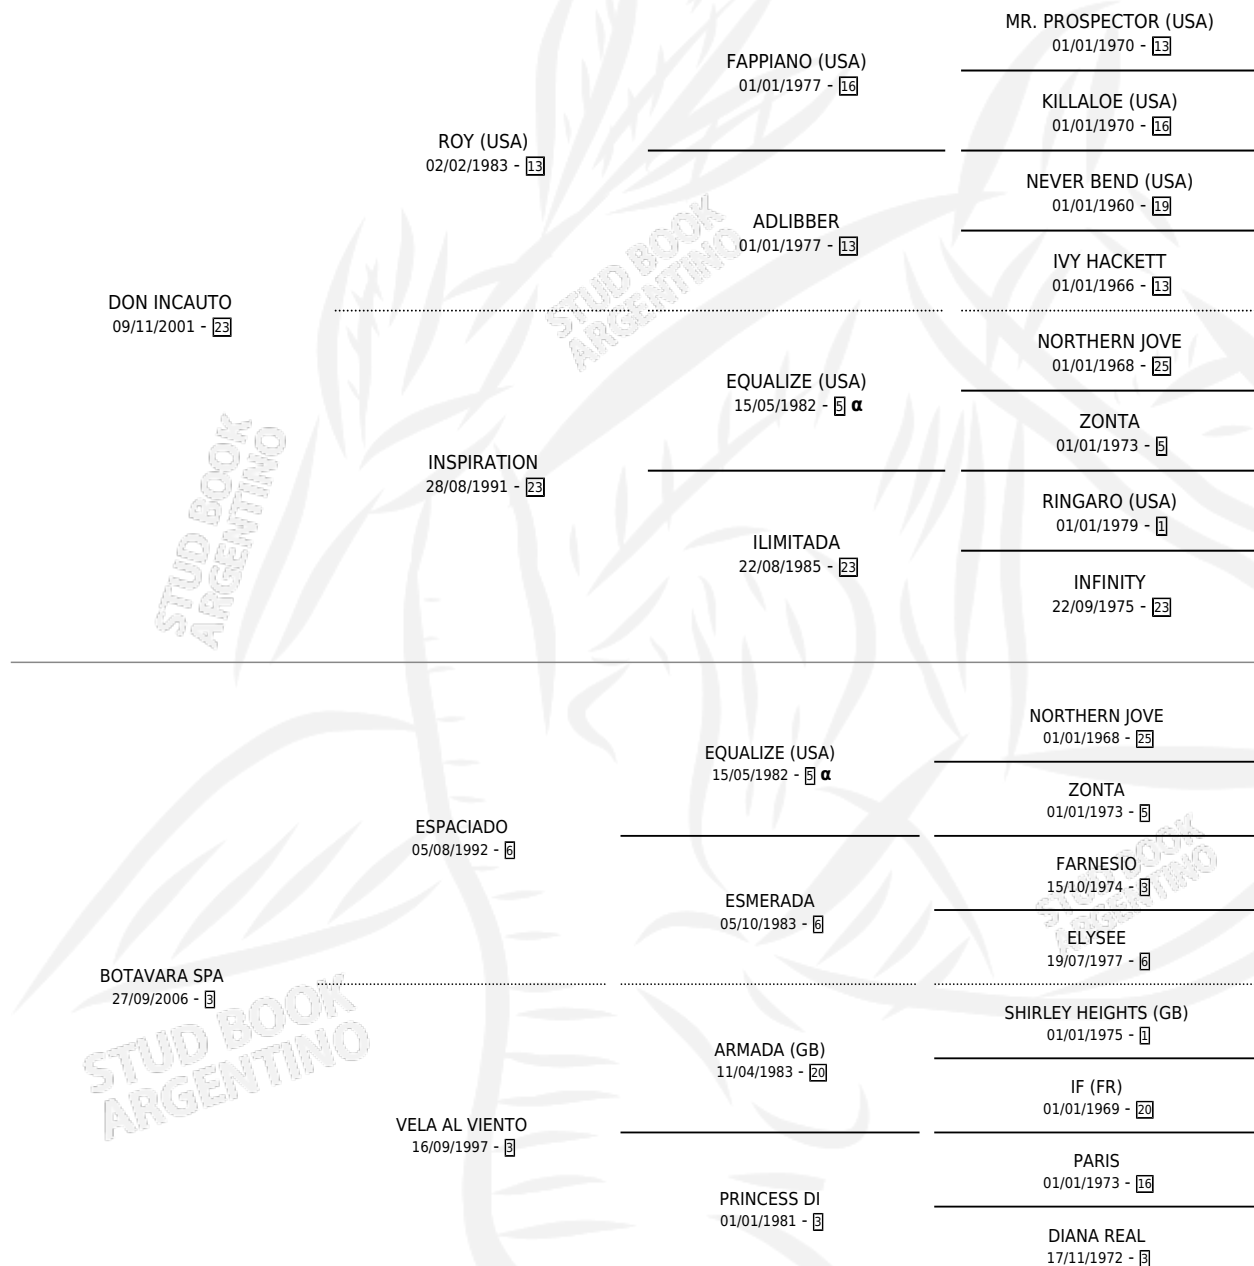 MR. PROSPECTOR (USA)
01/01/1970 - 13
FAPPIANO (USA)
01/01/1977 - 16
KILLALOE (USA)
01/01/1970 - 16
ROY (USA)
02/02/1983 - 13
NEVER BEND (USA)
01/01/1960 - 19
ADLIBBER
01/01/1977 - 13
IVY HACKETT
01/01/1966 - 13
DON INCAUTO
09/11/2001 - 23
NORTHERN JOVE
01/01/1968 - 25
EQUALIZE (USA)
15/05/1982 - 5 α
ZONTA
01/01/1973 - 5
INSPIRATION
28/08/1991 - 23
RINGARO (USA)
01/01/1979 - 1
ILIMITADA
22/08/1985 - 23
INFINITY
22/09/1975 - 23
NORTHERN JOVE
01/01/1968 - 25
EQUALIZE (USA)
15/05/1982 - 5 α
ZONTA
01/01/1973 - 5
ESPACIADO
05/08/1992 - 6
FARNESIO
15/10/1974 - 3
ESMERADA
05/10/1983 - 6
ELYSEE
19/07/1977 - 6
BOTAVARA SPA
27/09/2006 - 3
SHIRLEY HEIGHTS (GB)
01/01/1975 - 1
ARMADA (GB)
11/04/1983 - 20
IF (FR)
01/01/1969 - 20
VELA AL VIENTO
16/09/1997 - 3
PARIS
01/01/1973 - 16
PRINCESS DI
01/01/1981 - 3
DIANA REAL
17/11/1972 - 3
STUD BOOK
ARGENTINO
STUD BOOK
ARGENTINO
STUD BOOK
ARGENTINO
STUD BOOK
ARGENTINO